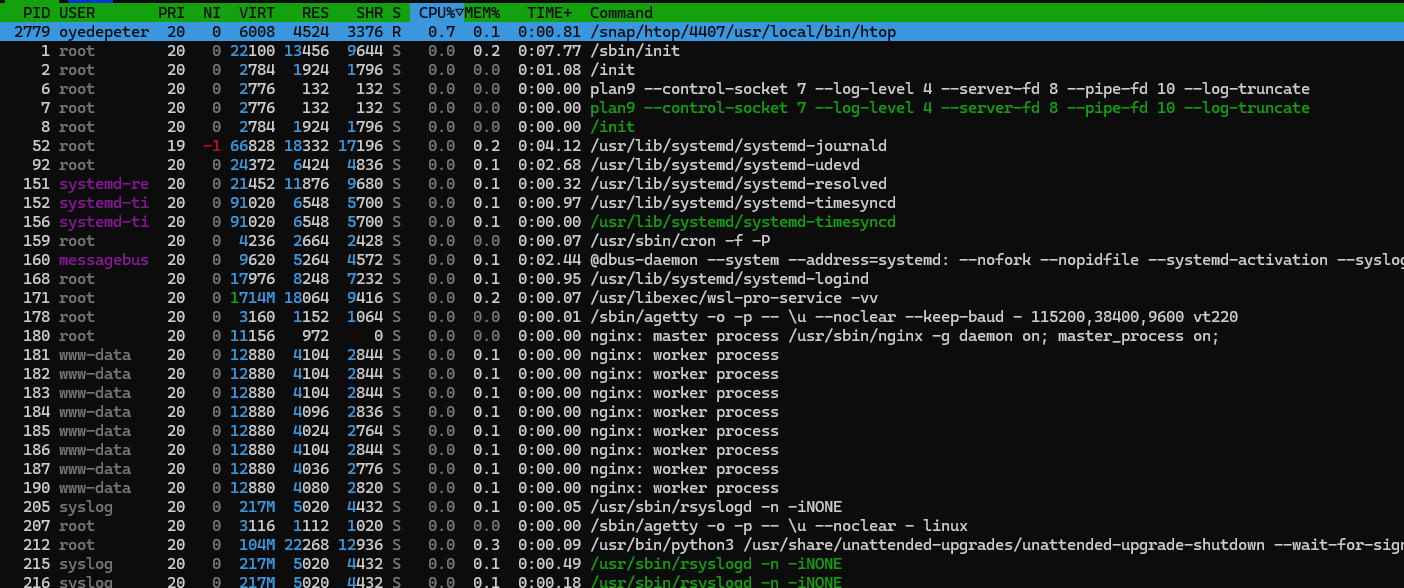 PID USER PRI NI VIRT RES SHR S CPU%▽MEM% TIME+ Command
2779 oyedepeter 20 0 6008 4524 3376 R 0.7 0.1 0:00.81 /snap/htop/4407/usr/local/bin/htop
1 root 20 0 22100 13456 9644 S 0.0 0.2 0:07.77 /sbin/init
2 root 20 0 2784 1924 1796 S 0.0 0.0 0:01.08 /init
6 root 20 0 2776 132 132 S 0.0 0.0 0:00.00 plan9 --control-socket 7 --log-level 4 --server-fd 8 --pipe-fd 10 --log-truncate
7 root 20 0 2776 132 132 S 0.0 0.0 0:00.00 plan9 --control-socket 7 --log-level 4 --server-fd 8 --pipe-fd 10 --log-truncate
8 root 20 0 2784 1924 1796 S 0.0 0.0 0:00.00 /init
52 root 19 -1 66828 18332 17196 S 0.0 0.2 0:04.12 /usr/lib/systemd/systemd-journald
92 root 20 0 24372 6424 4836 S 0.0 0.1 0:02.68 /usr/lib/systemd/systemd-udevd
151 systemd-re 20 0 21452 11876 9680 S 0.0 0.1 0:00.32 /usr/lib/systemd/systemd-resolved
152 systemd-ti 20 0 91020 6548 5700 S 0.0 0.1 0:00.97 /usr/lib/systemd/systemd-timesyncd
156 systemd-ti 20 0 91020 6548 5700 S 0.0 0.1 0:00.00 /usr/lib/systemd/systemd-timesyncd
159 root 20 0 4236 2664 2428 S 0.0 0.0 0:00.07 /usr/sbin/cron -f -P
160 messagebus 20 0 9620 5264 4572 S 0.0 0.1 0:02.44 @dbus-daemon --system --address=systemd: --nofork --nopidfile --systemd-activation --syslog
168 root 20 0 17976 8248 7232 S 0.0 0.1 0:00.95 /usr/lib/systemd/systemd-logind
171 root 20 0 1714M 18064 9416 S 0.0 0.2 0:00.07 /usr/libexec/wsl-pro-service -vv
178 root 20 0 3160 1152 1064 S 0.0 0.0 0:00.01 /sbin/agetty -o -p -- \u --noclear --keep-baud - 115200,38400,9600 vt220
180 root 20 0 11156 972 0 S 0.0 0.0 0:00.00 nginx: master process /usr/sbin/nginx -g daemon on; master_process on;
181 www-data 20 0 12880 4104 2844 S 0.0 0.1 0:00.00 nginx: worker process
182 www-data 20 0 12880 4104 2844 S 0.0 0.1 0:00.00 nginx: worker process
183 www-data 20 0 12880 4104 2844 S 0.0 0.1 0:00.00 nginx: worker process
184 www-data 20 0 12880 4096 2836 S 0.0 0.1 0:00.00 nginx: worker process
185 www-data 20 0 12880 4024 2764 S 0.0 0.1 0:00.00 nginx: worker process
186 www-data 20 0 12880 4104 2844 S 0.0 0.1 0:00.00 nginx: worker process
187 www-data 20 0 12880 4036 2776 S 0.0 0.1 0:00.00 nginx: worker process
190 www-data 20 0 12880 4080 2820 S 0.0 0.1 0:00.00 nginx: worker process
205 syslog 20 0 217M 5020 4432 S 0.0 0.1 0:00.05 /usr/sbin/rsyslogd -n -iNONE
207 root 20 0 3116 1112 1020 S 0.0 0.0 0:00.00 /sbin/agetty -o -p -- \u --noclear - linux
212 root 20 0 104M 22268 12936 S 0.0 0.3 0:00.09 /usr/bin/python3 /usr/share/unattended-upgrades/unattended-upgrade-shutdown --wait-for-sig
215 syslog 20 0 217M 5020 4432 S 0.0 0.1 0:00.49 /usr/sbin/rsyslogd -n -iNONE
216 syslog 20 0 217M 5020 4432 S 0.0 0.1 0:00.18 /usr/sbin/rsyslogd -n -iNONE